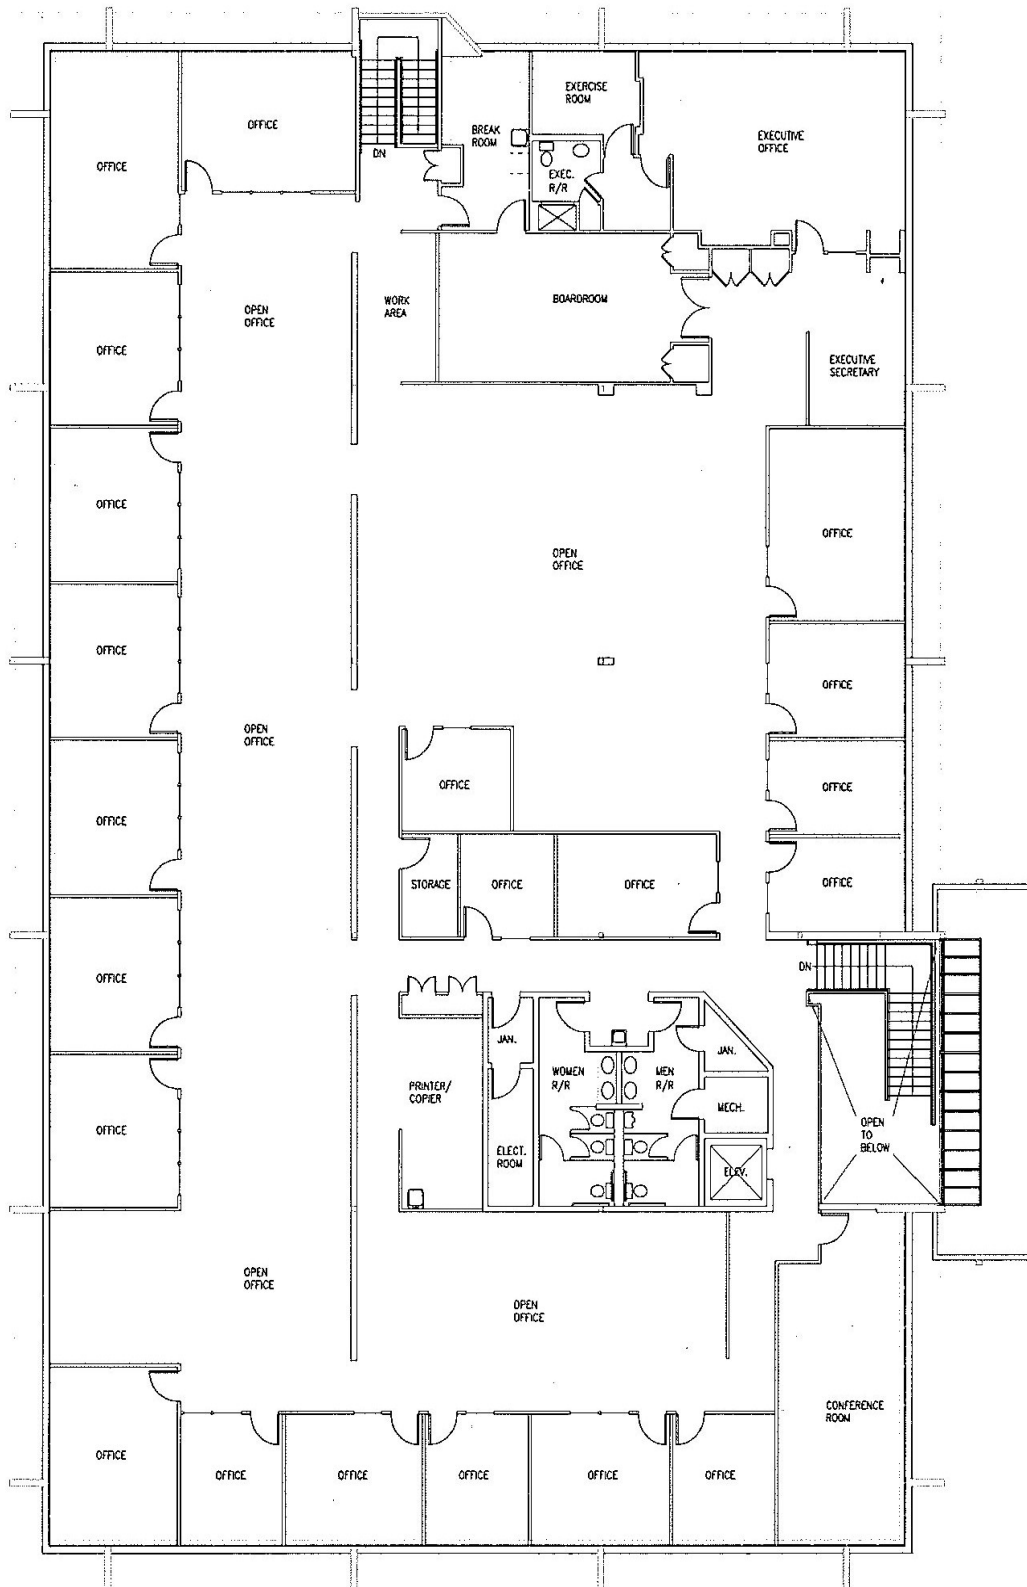 EXERCISE
ROOM
OFFICE
BREAK
ROOM
EXECUTIVE
OFFICE
DN
OFFICE
EXEC.
R/R
WORK
AREA
BOARDROOM
OPEN
OFFICE
OFFICE
EXECUTIVE
SECRETARY
OFFICE
OFFICE
OPEN
OFFICE
OFFICE
OFFICE
OPEN
OFFICE
OFFICE
OFFICE
OFFICE
STORAGE
OFFICE
OFFICE
OFFICE
OFFICE
DN
JAN.
JAN.
WOMEN
R/R
MEN
R/R
PRINTER/
COPIER
MECH.
OFFICE
OPEN
TO
BELOW
ELECT.
ROOM
ELEV.
OPEN
OFFICE
OPEN
OFFICE
CONFERENCE
ROOM
OFFICE
OFFICE
OFFICE
OFFICE
OFFICE
OFFICE